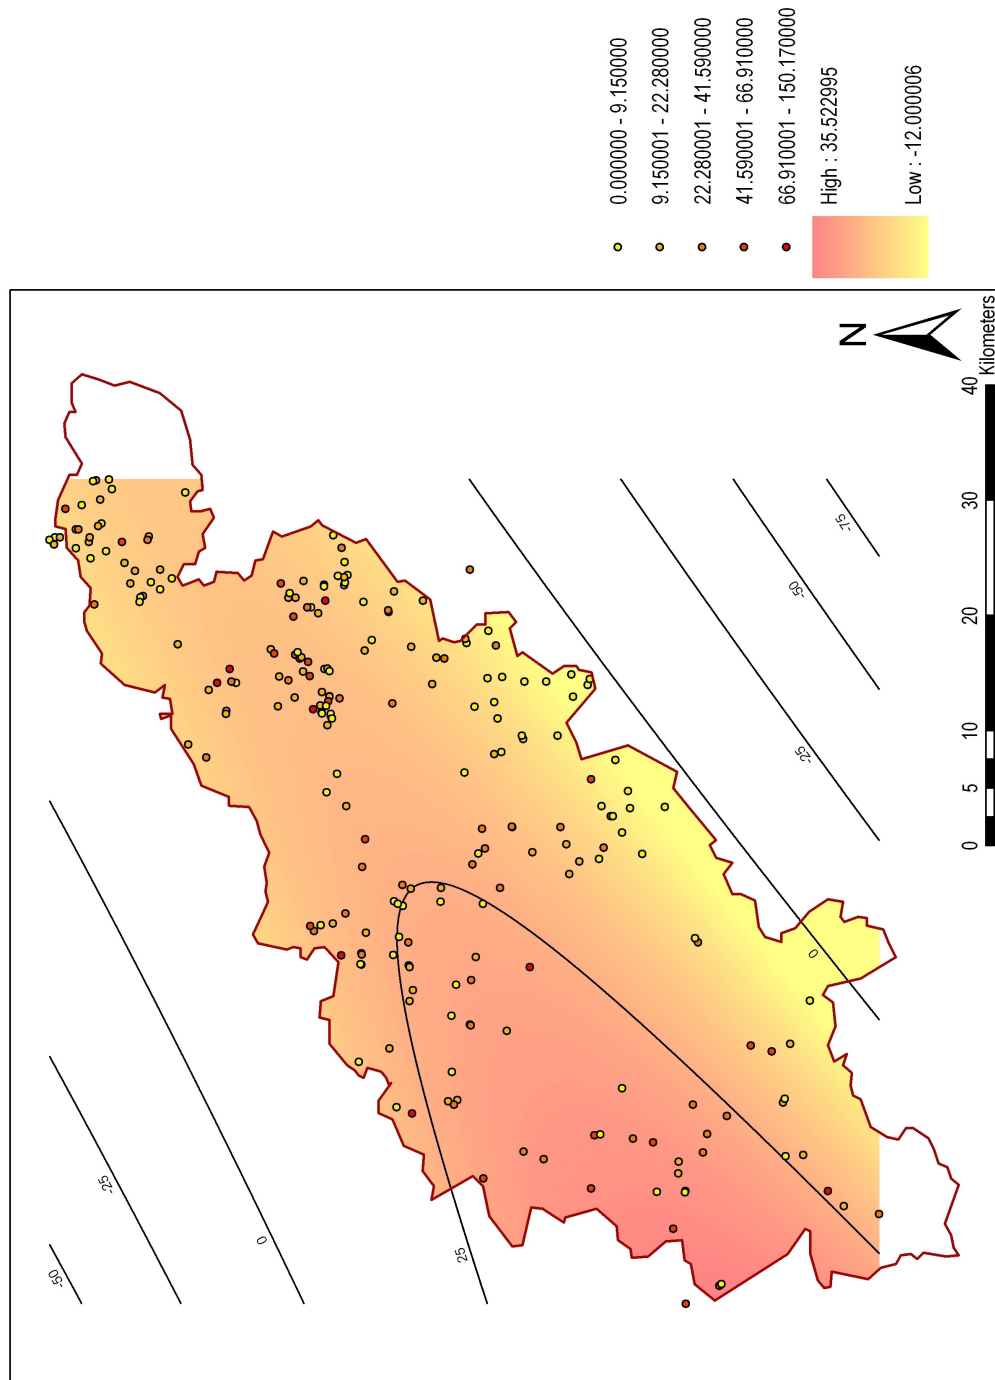 0.000000 - 9.150000
9.150001 - 22.280000
22.280001 - 41.590000
41.590001 - 66.910000
66.910001 - 150.170000
High : 35.522995
Low : -12.000006
N
0 5 10 20 30 40
Kilometers
-50
-25
0
25
0
-25
-50
-75